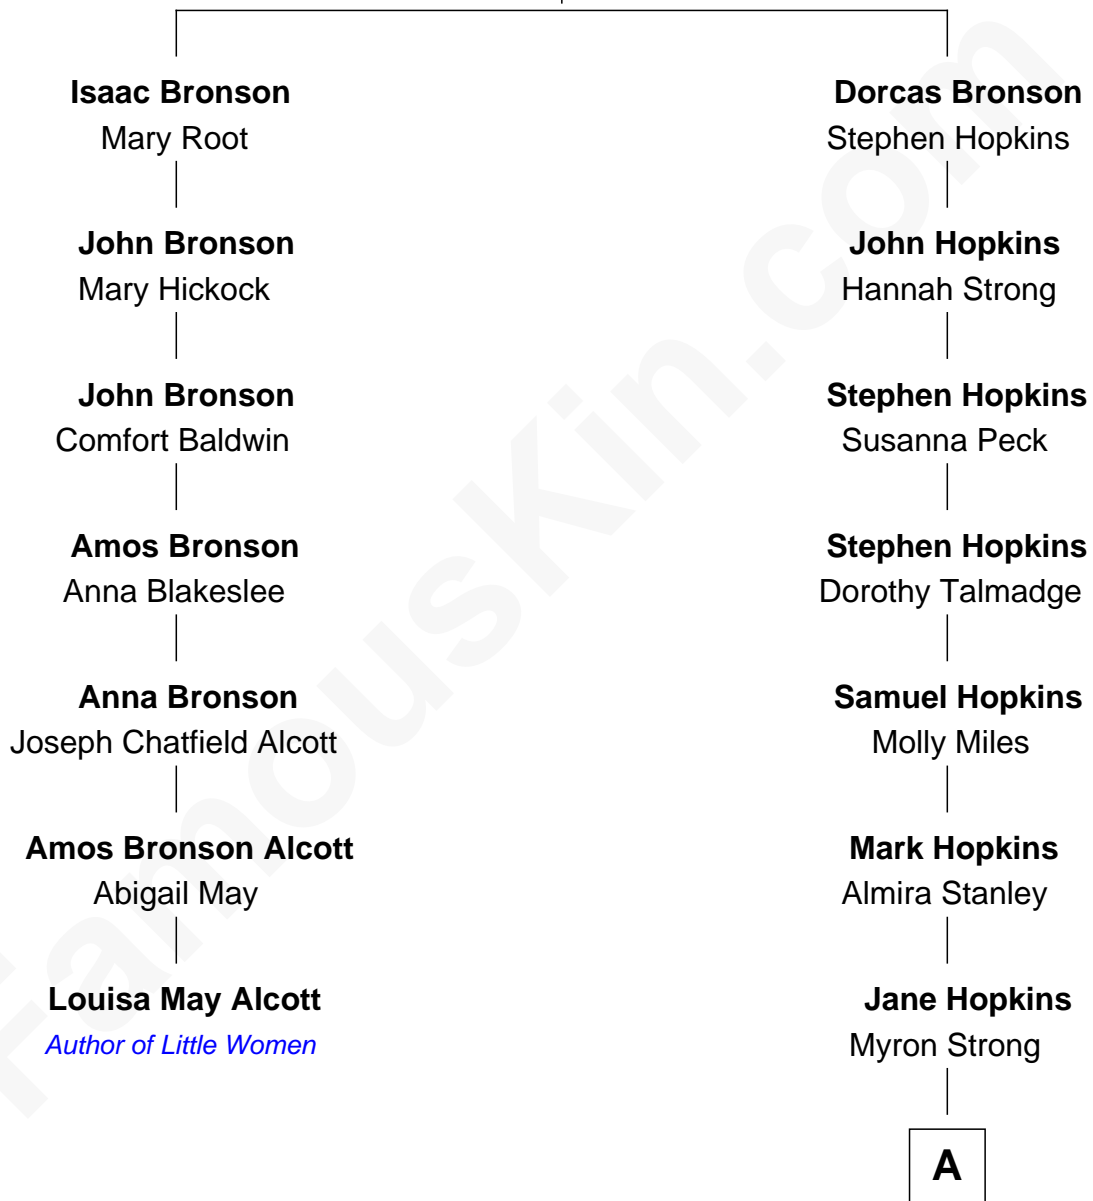 Isaac Bronson
Mary Root
John Bronson
Mary Hickock
John Bronson
Comfort Baldwin
Amos Bronson
Anna Blakeslee
Anna Bronson
Joseph Chatfield Alcott
Amos Bronson Alcott
Abigail May
Louisa May Alcott
Author of Little Women
Dorcas Bronson
Stephen Hopkins
John Hopkins
Hannah Strong
Stephen Hopkins
Susanna Peck
Stephen Hopkins
Dorothy Talmadge
Samuel Hopkins
Molly Miles
Mark Hopkins
Almira Stanley
Jane Hopkins
Myron Strong
A
FamousKin.com